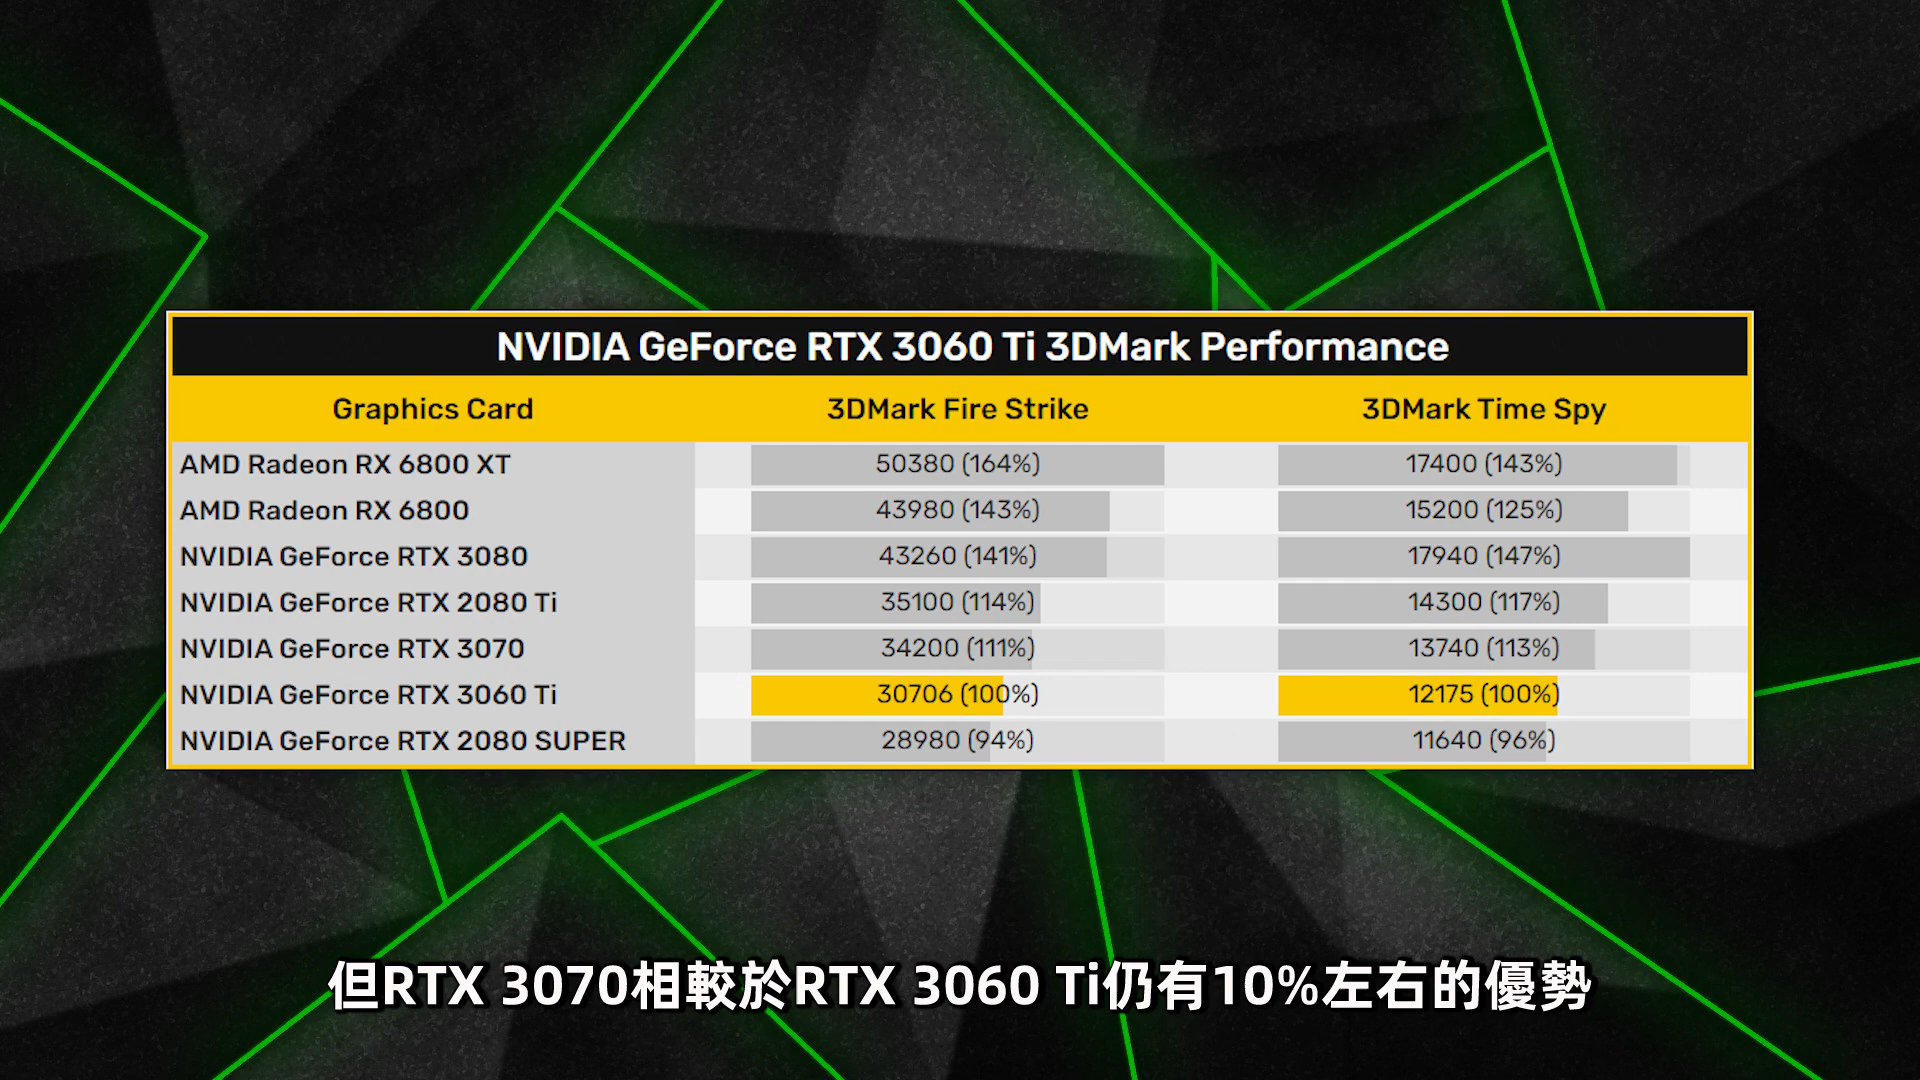 NVIDIA GeForce RTX 3060 Ti 3DMark Performance
Graphics Card 3DMark Fire Strike 3DMark Time Spy
AMD Radeon RX 6800 XT 50380 (164%) 17400 (143%)
AMD Radeon RX 6800 43980 (143%) 15200 (125%)
NVIDIA GeForce RTX 3080 43260 (141%) 17940 (147%)
NVIDIA GeForce RTX 2080 Ti 35100 (114%) 14300 (117%)
NVIDIA GeForce RTX 3070 34200 (111%) 13740 (113%)
NVIDIA GeForce RTX 3060 Ti 30706 (100%) 12175 (100%)
NVIDIA GeForce RTX 2080 SUPER 28980 (94%) 11640 (96%)
但RTX 3070相較於RTX 3060 Ti仍有10%左右的優勢